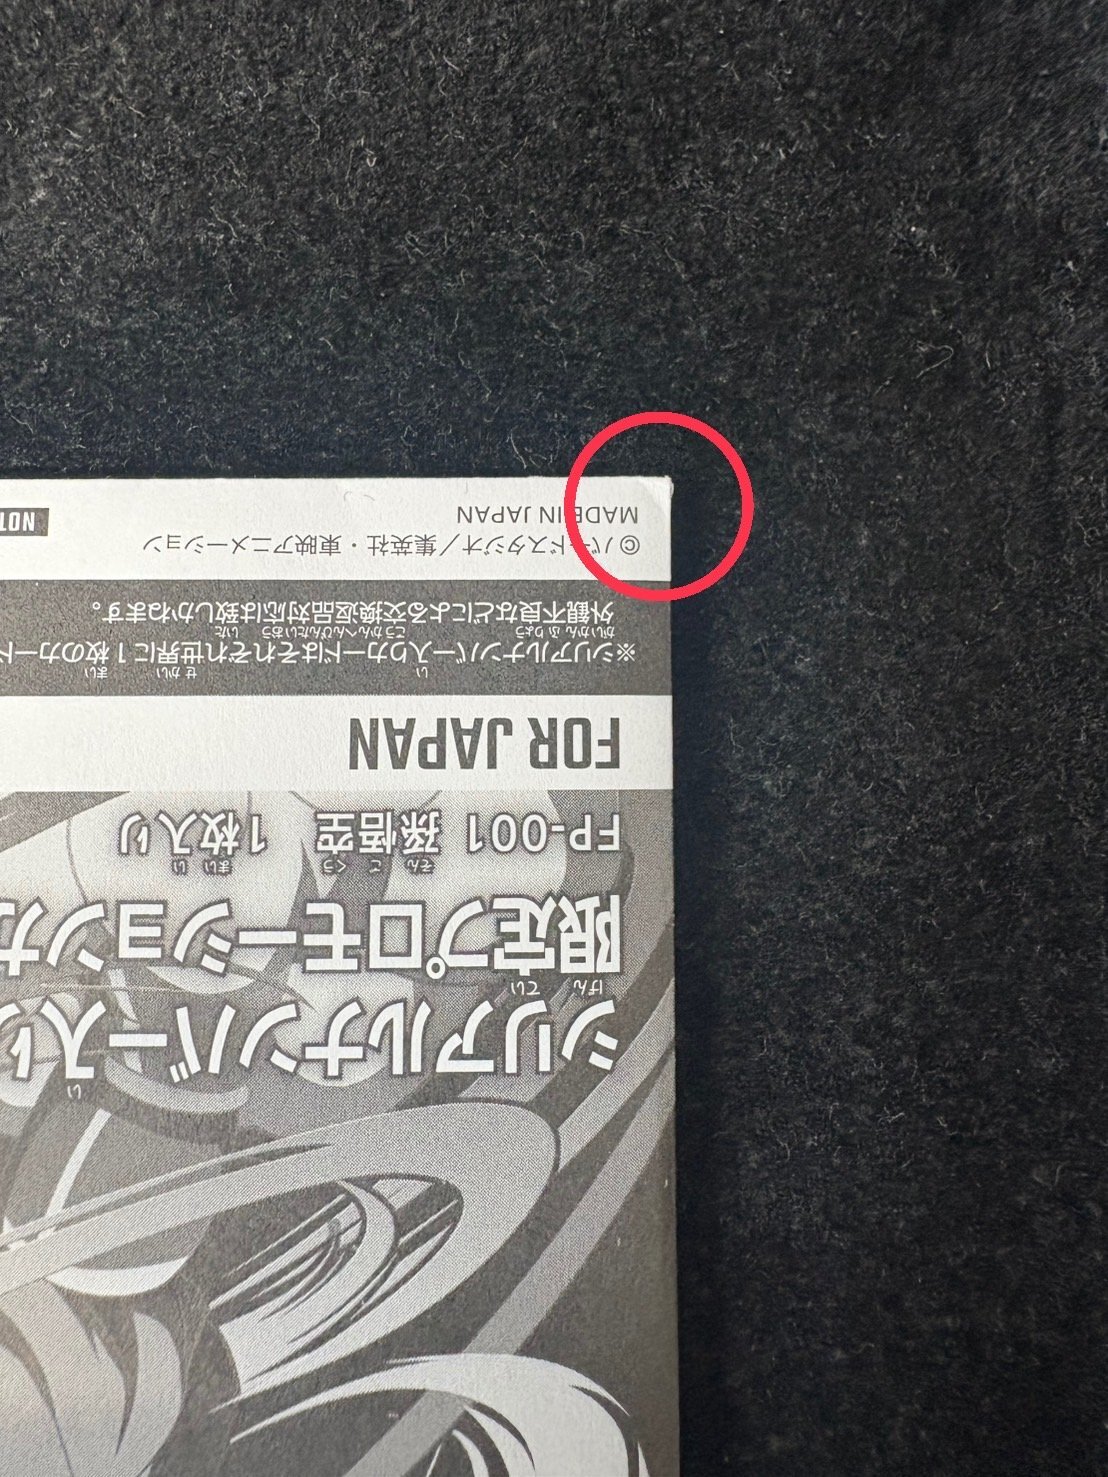 シリアルナンバー入り
限定プロモーションカ
FP-001 孫悟空 1枚入り
FOR JAPAN
※シリアルナンバー入りカードはそれぞれ世界に1枚のカード
外観不良などによる交換返品対応は致しかねます。
©バードスタジオ／集英社・東映アニメーション
MADE IN JAPAN
NOT